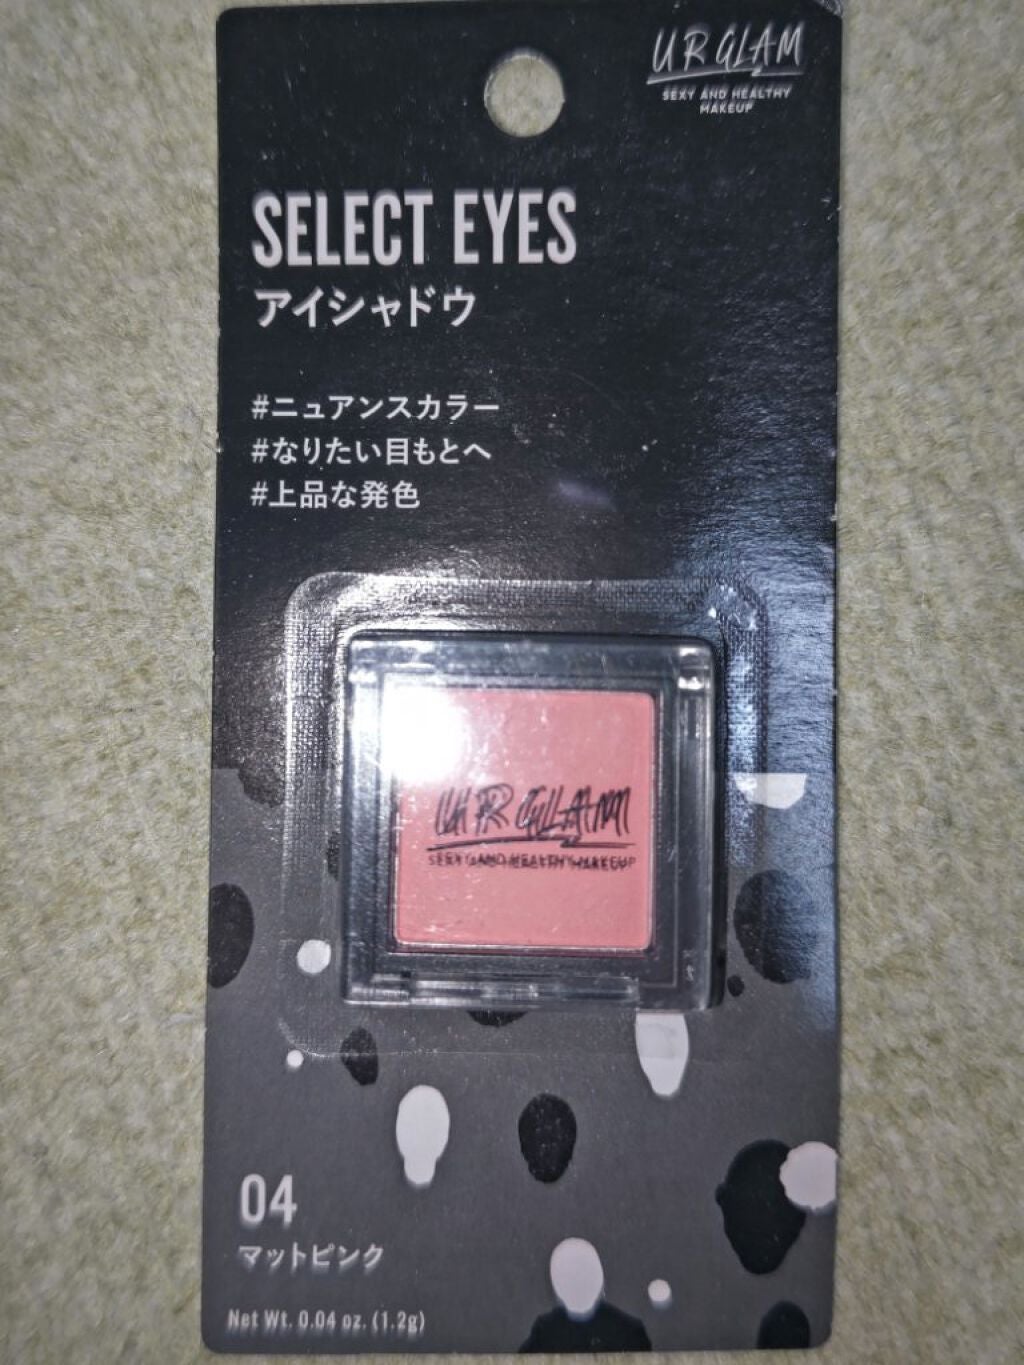 UR GLAM
SEXY AND HEALTHY
MAKEUP
SELECT EYES
アイシャドウ
#ニュアンスカラー
#なりたい目もとへ
#上品な発色
UR GLAM
SEXY AND HEALTHY MAKEUP
04
マットピンク
Net Wt. 0.04 oz. (1.2g)